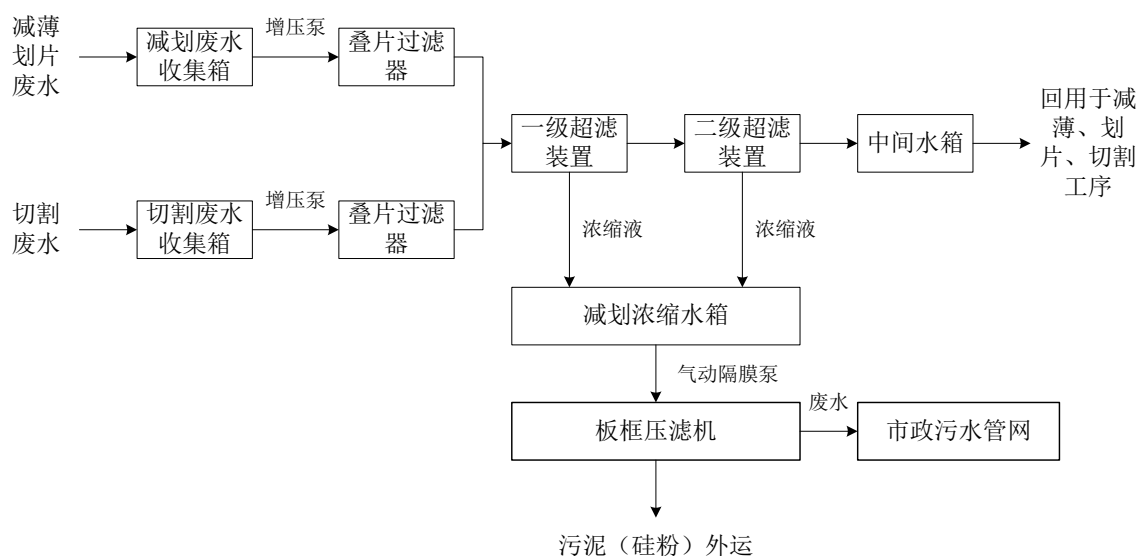 减薄
划片
废水
减划废水
收集箱
增压泵
叠片过滤
器
切割
废水
切割废水
收集箱
增压泵
叠片过滤
器
一级超滤
装置
二级超滤
装置
中间水箱
回用于减
薄、划
片、切割
工序
浓缩液
浓缩液
减划浓缩水箱
气动隔膜泵
板框压滤机
废水
市政污水管网
污泥（硅粉）外运